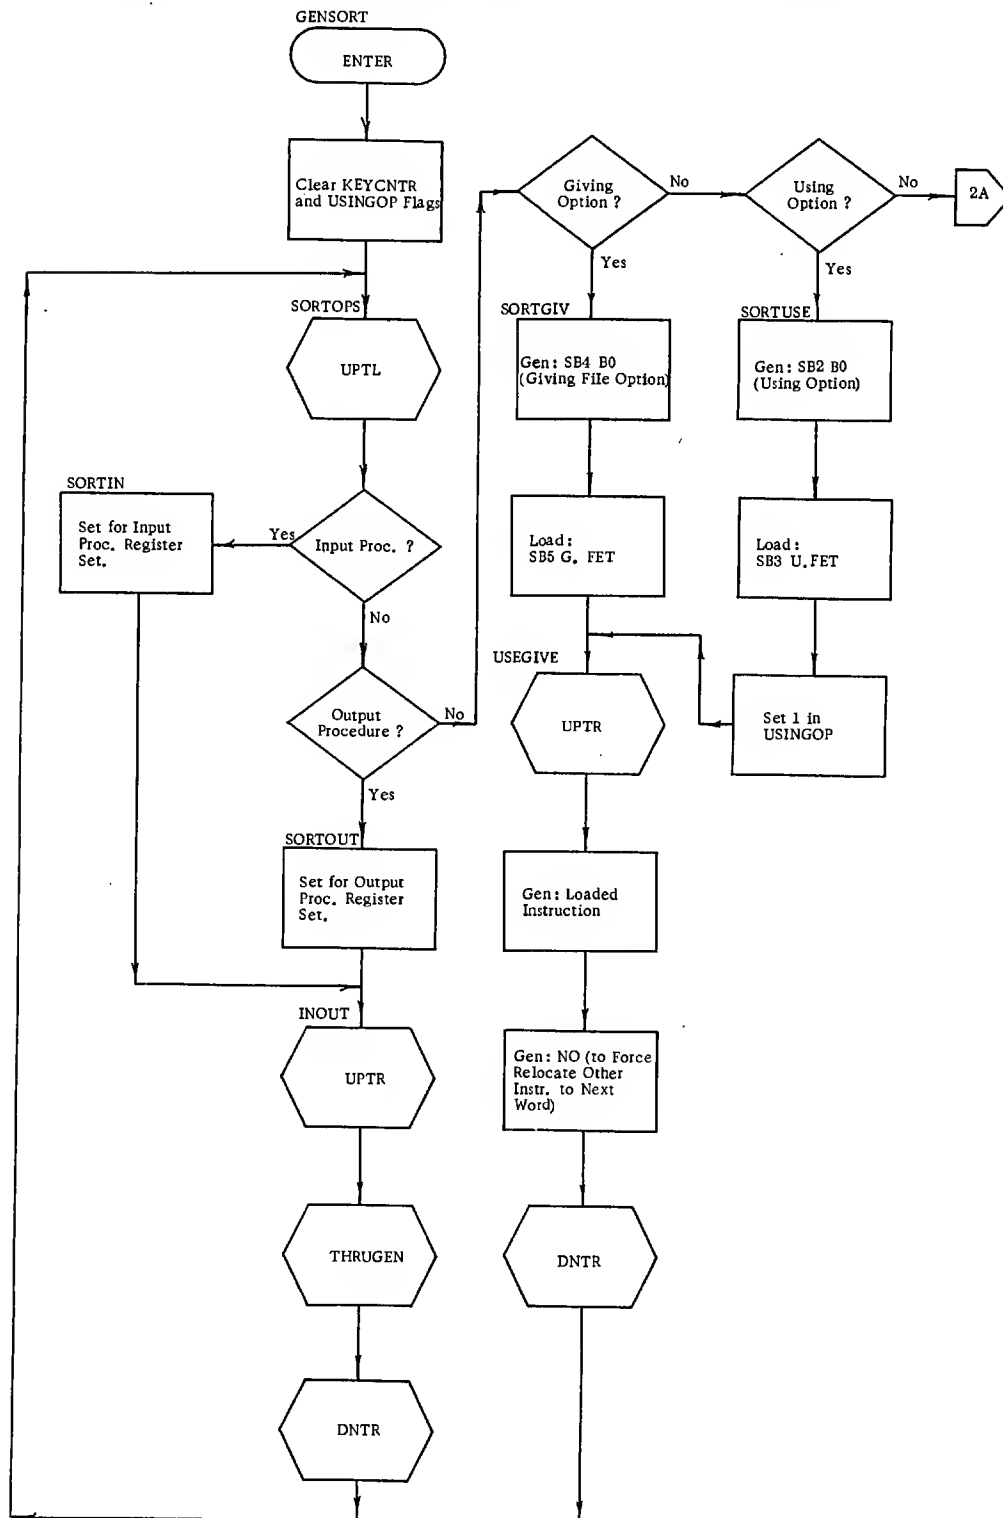 GENSORT
ENTER
Clear KEYCNTR
and USINGOP Flags
SORTOPS
UPTL
SORTIN
Set for Input
Proc. Register
Set.
Yes
Input Proc. ?
No
Output
Procedure ?
No
Yes
SORTOUT
Set for Output
Proc. Register
Set.
INOUT
UPTR
THRUGEN
DNTR
Giving
Option ?
No
Yes
SORTGIV
Gen: SB4 B0
(Giving File Option)
Load:
SB5 G. FET
USEGIVE
UPTR
Gen: Loaded
Instruction
Gen: NO (to Force
Relocate Other
Instr. to Next
Word)
DNTR
Using
Option ?
No
2A
Yes
SORTUSE
Gen: SB2 B0
(Using Option)
Load:
SB3 U.FET
Set 1 in
USINGOP